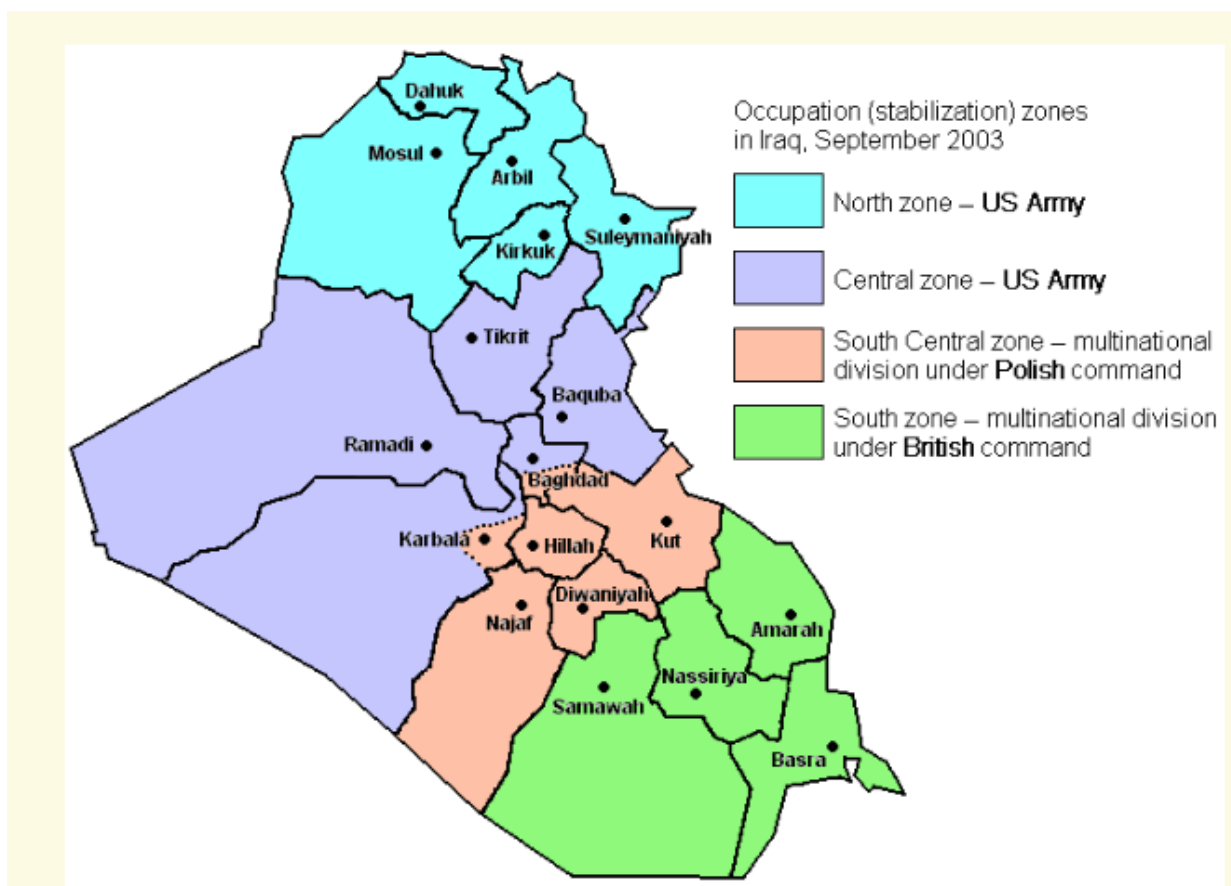 Dahuk
Mosul
Arbil
Kirkuk
Suleymaniyah
Tikrit
Baquba
Ramadi
Baghdad
Karbala
Hillah
Kut
Diwaniyah
Najaf
Amarah
Nassiriya
Samawah
Basra
Occupation (stabilization) zones
in Iraq, September 2003
North zone – US Army
Central zone – US Army
South Central zone – multinational
division under Polish command
South zone – multinational division
under British command